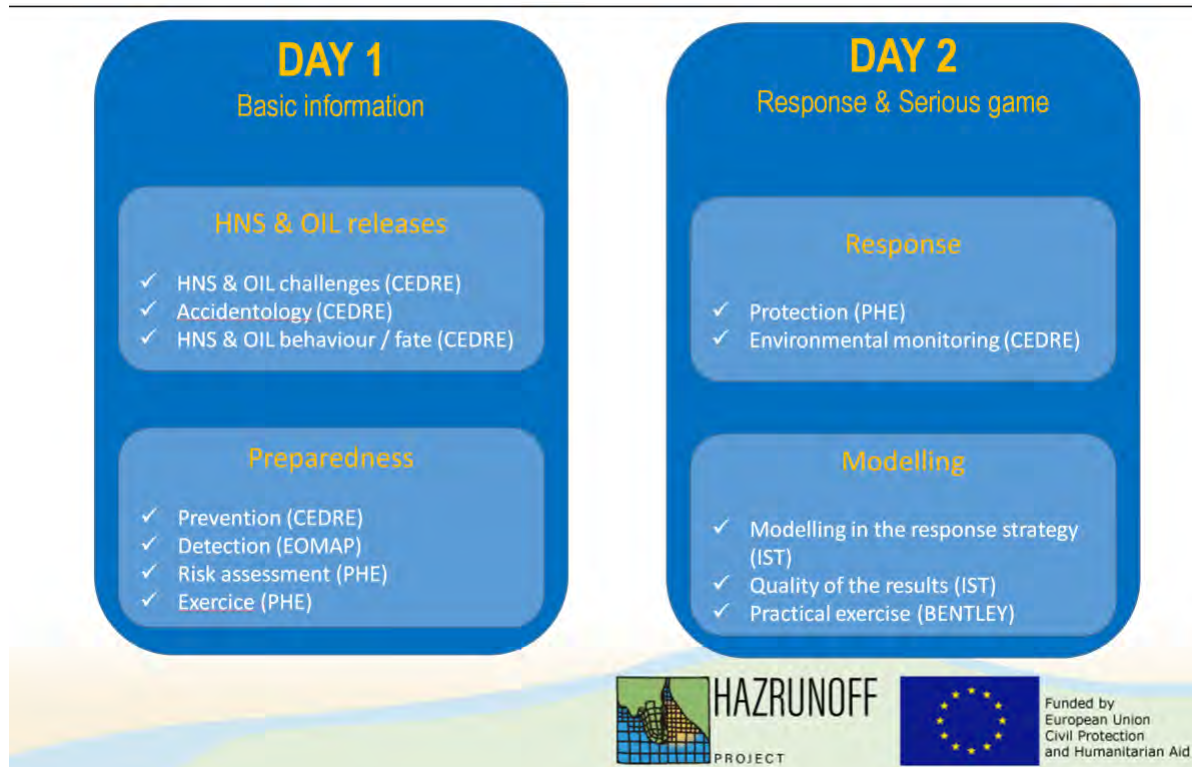 DAY 1
Basic information
HNS & OIL releases
✓ HNS & OIL challenges (CEDRE)
✓ Accidentology (CEDRE)
✓ HNS & OIL behaviour / fate (CEDRE)
Preparedness
✓ Prevention (CEDRE)
✓ Detection (EOMAP)
✓ Risk assessment (PHE)
✓ Exercice (PHE)
DAY 2
Response & Serious game
Response
✓ Protection (PHE)
✓ Environmental monitoring (CEDRE)
Modelling
✓ Modelling in the response strategy
(IST)
✓ Quality of the results (IST)
✓ Practical exercise (BENTLEY)
HAZRUNOFF
PROJECT
Funded by
European Union
Civil Protection
and Humanitarian Aid